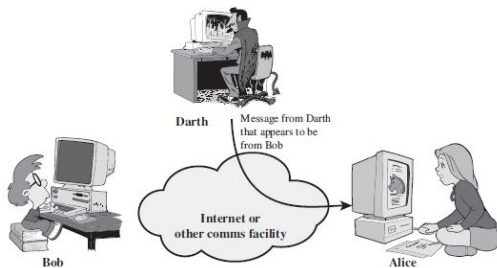 Darth
Message from Darth
that appears to be
from Bob
Internet or
other comms facility
Bob
Alice